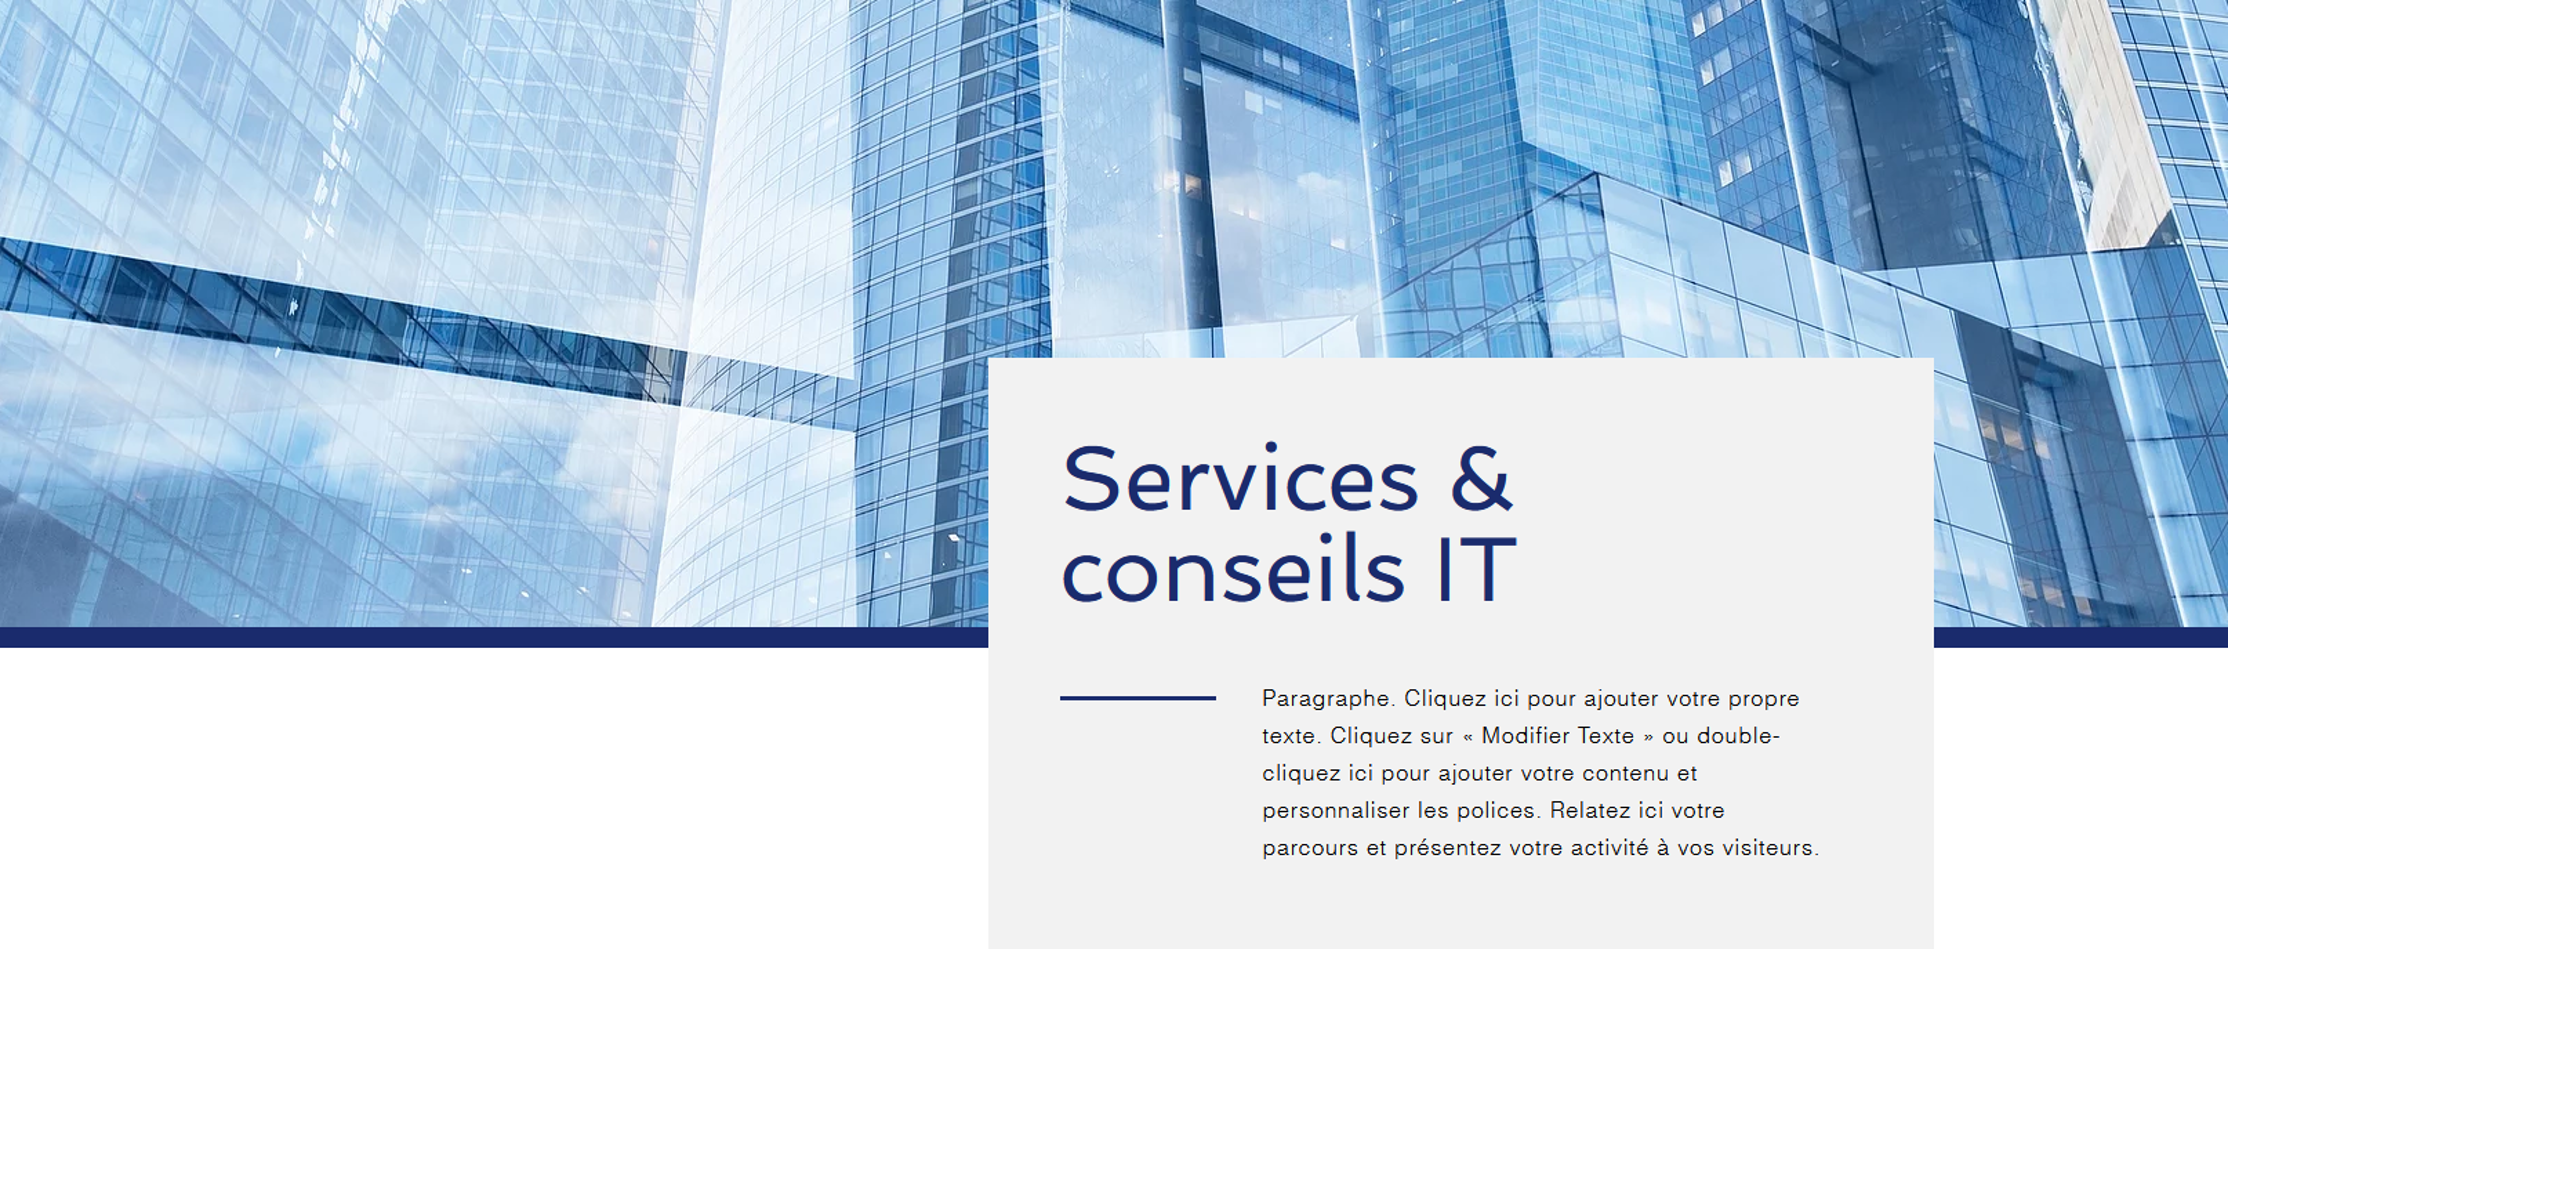 Services &
conseils IT
Paragraphe. Cliquez ici pour ajouter votre propre
texte. Cliquez sur « Modifier Texte » ou double-
cliquez ici pour ajouter votre contenu et
personnaliser les polices. Relatez ici votre
parcours et présentez votre activité à vos visiteurs.